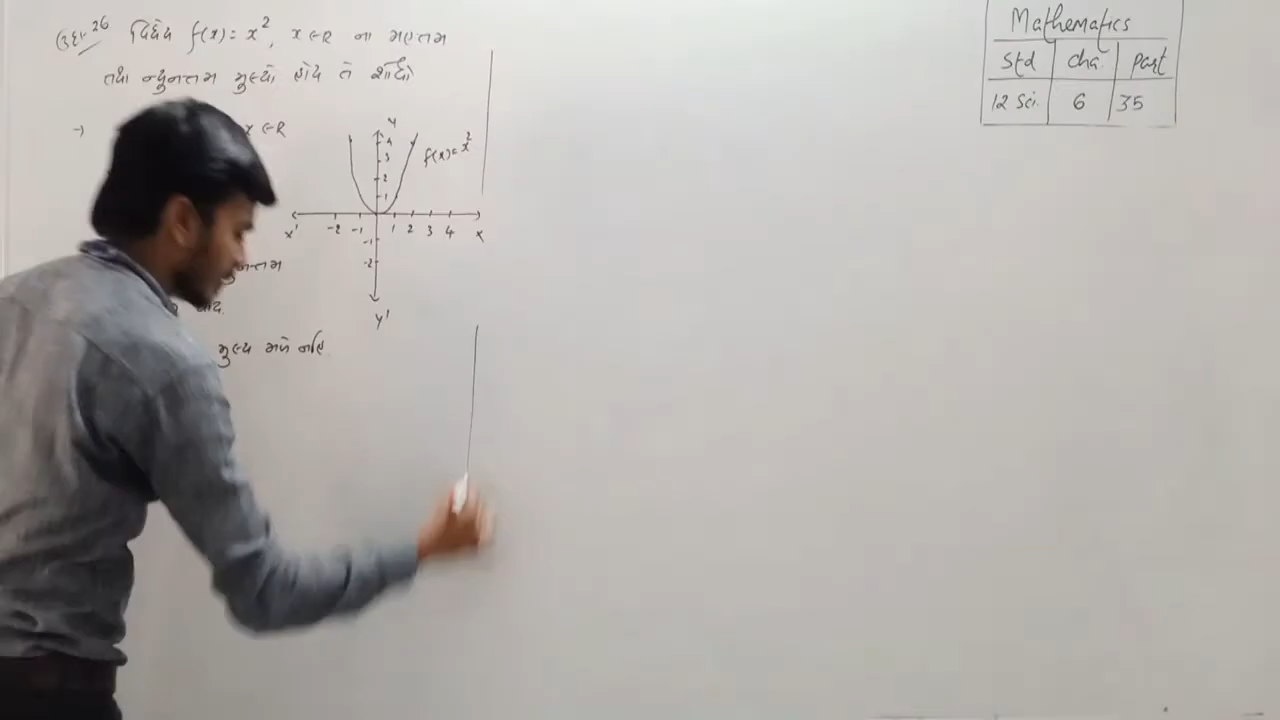 ઉદા-26 વિધેય f(x) = x², x ∈ R ના મહત્તમ
તથા ન્યુનતમ મુલ્યો હોય તે શોધો
→ x ∈ R
y
4
3
2
1
f(x) = x²
x' -2 -1 1 2 3 4 x
-1
-2
y'
મુલ્ય મળે નહિ.
Mathematics
Std cha. part
12 Sci. 6 35